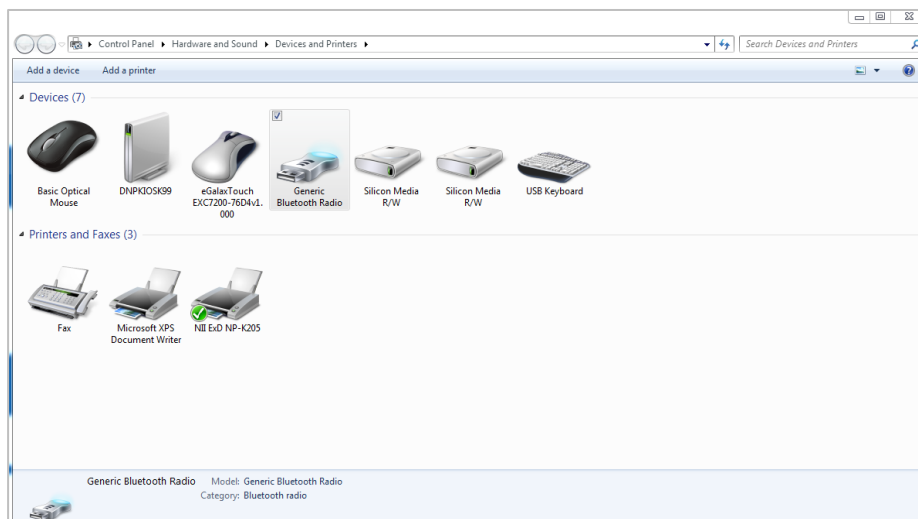 Control Panel Hardware and Sound Devices and Printers
Search Devices and Printers
Add a device Add a printer
Devices (7)
Basic Optical
Mouse
DNPKIOSK99
eGalaxTouch
EXC7200-76D4v1.
000
Generic
Bluetooth Radio
Silicon Media
R/W
Silicon Media
R/W
USB Keyboard
Printers and Faxes (3)
Fax
Microsoft XPS
Document Writer
NII ExD NP-K205
Generic Bluetooth Radio Model: Generic Bluetooth Radio
Category: Bluetooth radio